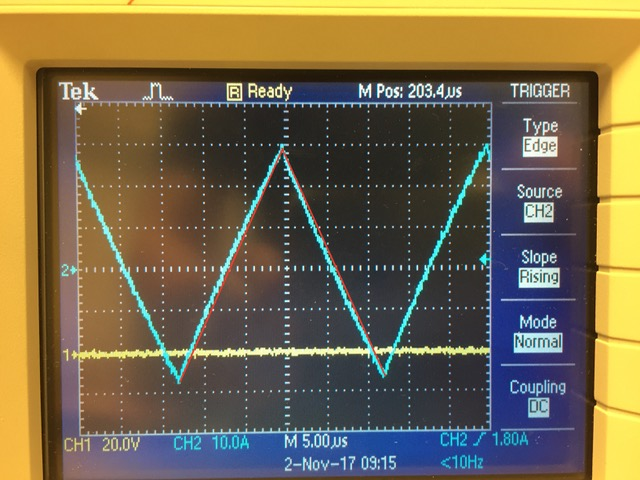 Tek R Ready M Pos: 203.4µs TRIGGER
Type
Edge
Source
CH2
Slope
Rising
Mode
Normal
Coupling
DC
2
1
CH1 20.0V CH2 10.0A M 5.00µs CH2 / 1.80A
2-Nov-17 09:15 <10Hz